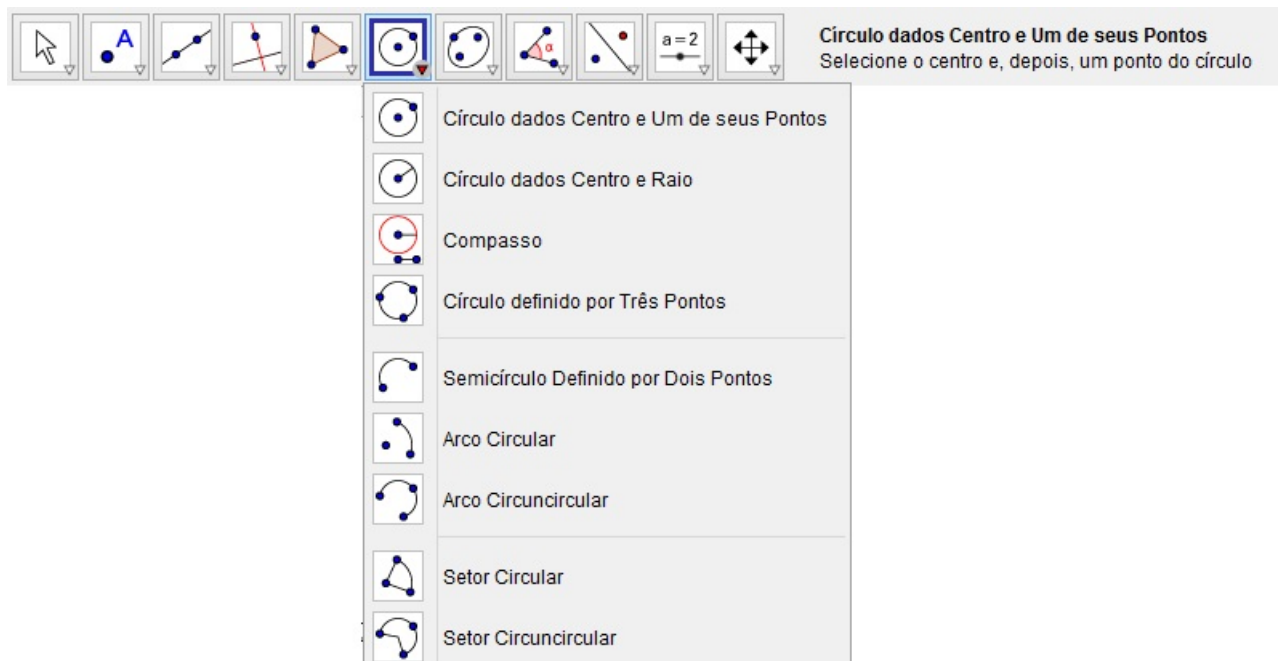 A
α
a=2
Círculo dados Centro e Um de seus Pontos
Selecione o centro e, depois, um ponto do círculo
Círculo dados Centro e Um de seus Pontos
Círculo dados Centro e Raio
Compasso
Círculo definido por Três Pontos
Semicírculo Definido por Dois Pontos
Arco Circular
Arco Circuncircular
Setor Circular
Setor Circuncircular